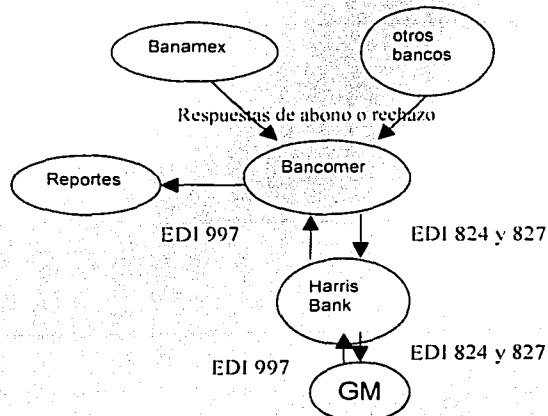 Banamex
otros
bancos
Respuestas de abono o rechazo
Bancomer
Reportes
EDI 997
EDI 824 y 827
Harris
Bank
EDI 997
EDI 824 y 827
GM